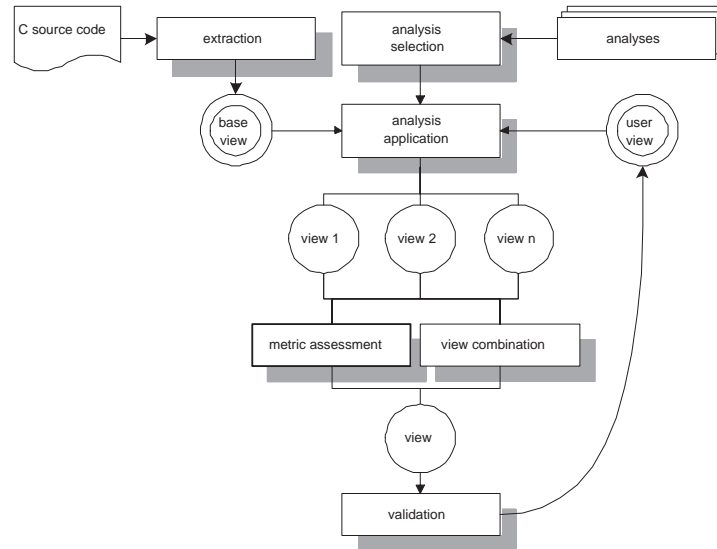 C source code
extraction
analysis
selection
analyses
base
view
analysis
application
user
view
view 1
view 2
view n
metric assessment
view combination
view
validation